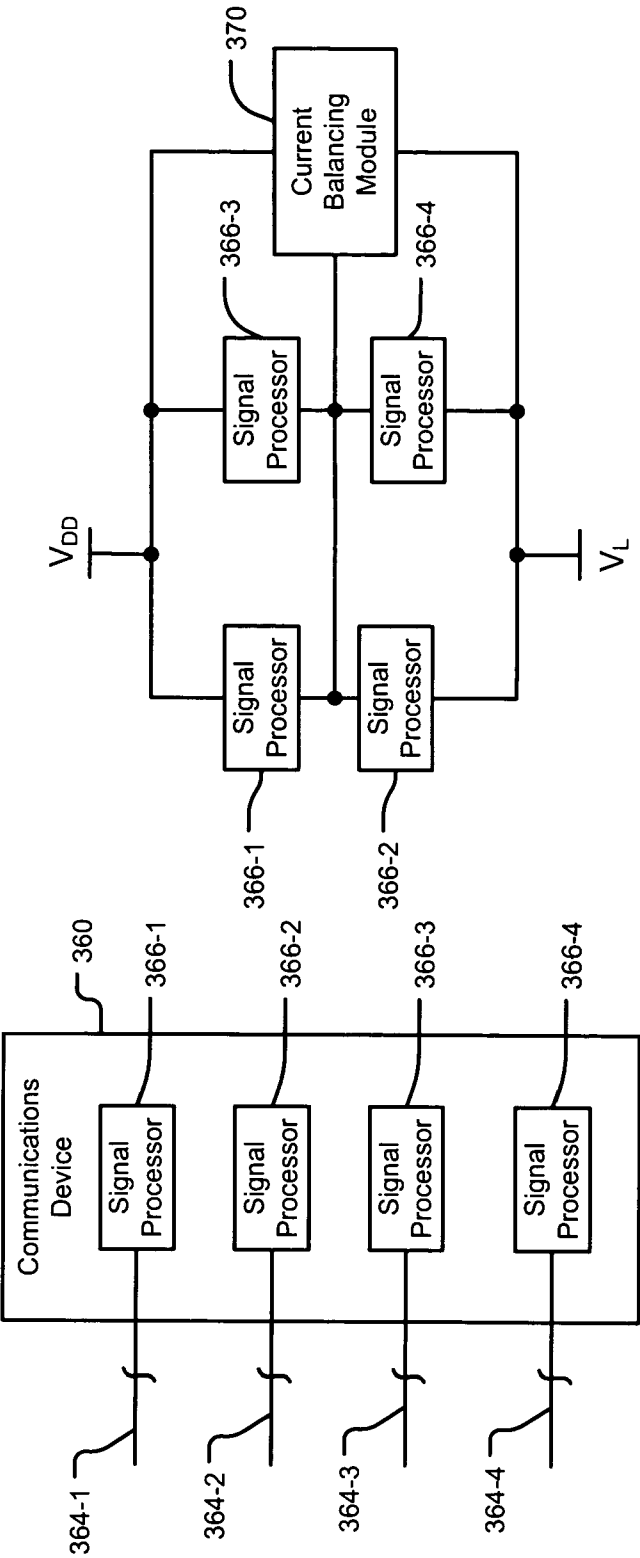 Communications
Device
360
364-1
Signal
Processor
366-1
364-2
Signal
Processor
366-2
364-3
Signal
Processor
366-3
364-4
Signal
Processor
366-4
VDD
366-1
Signal
Processor
Signal
Processor
366-3
366-2
Signal
Processor
Signal
Processor
366-4
Current
Balancing
Module
370
VL